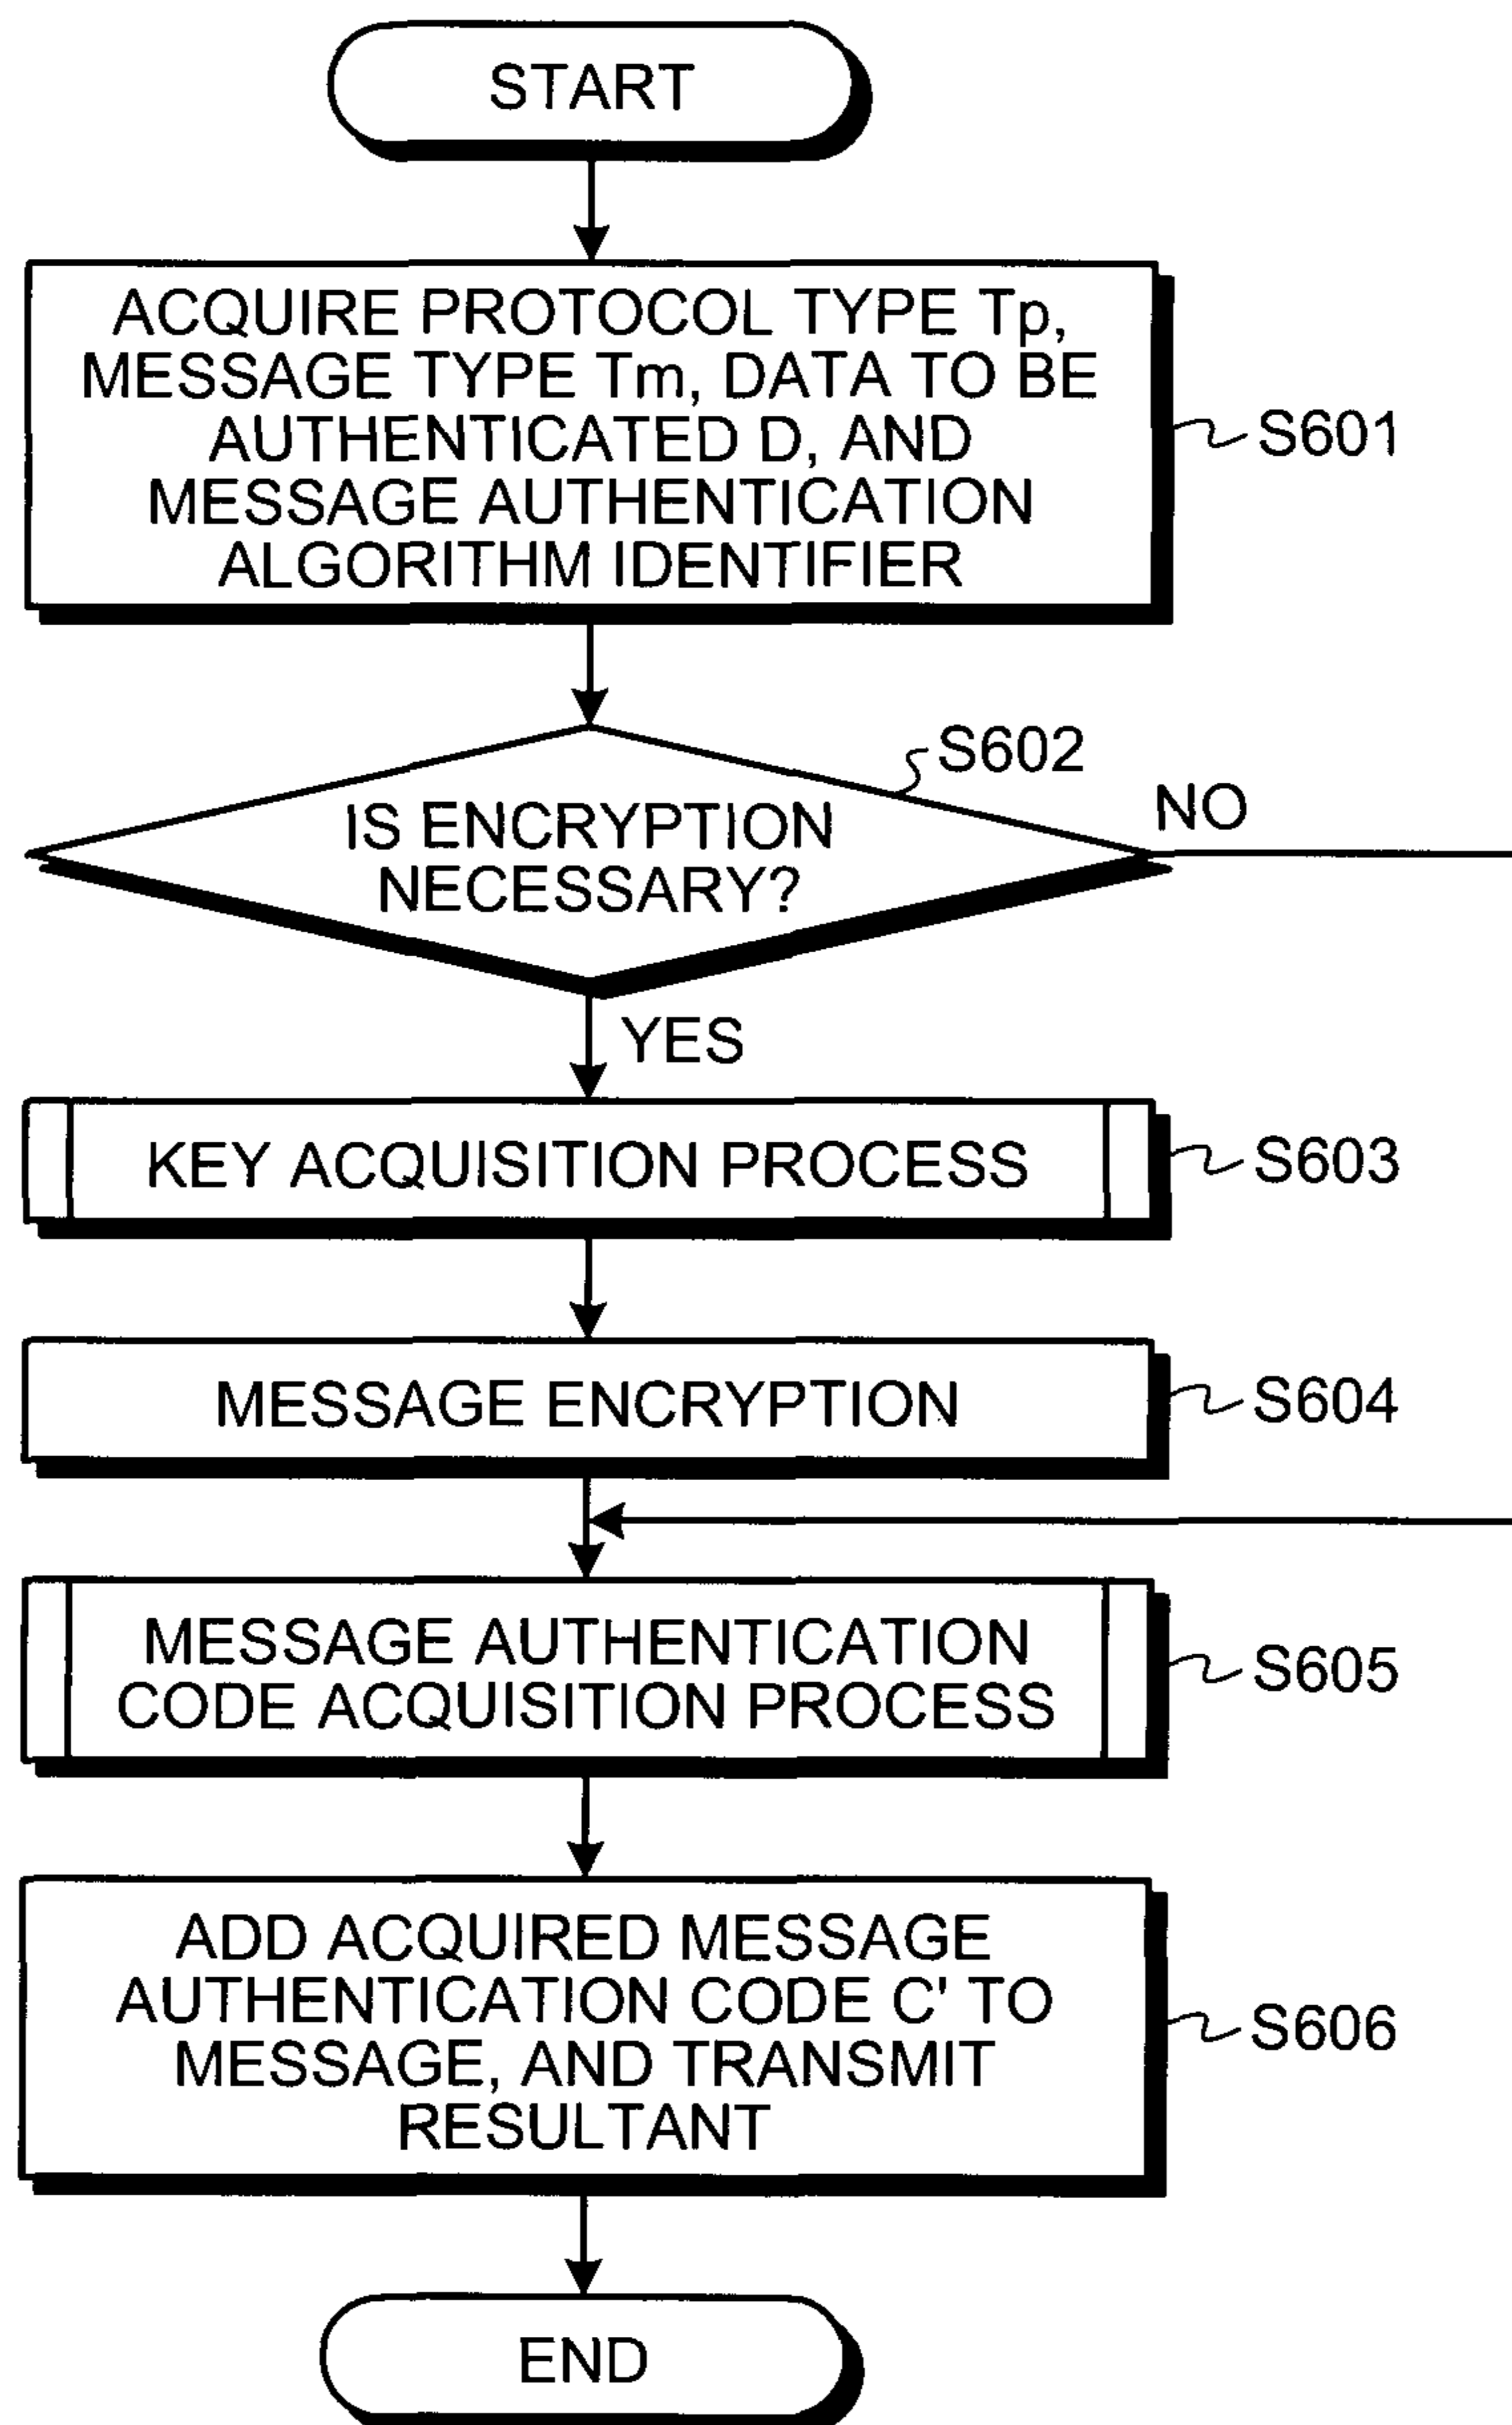 START
ACQUIRE PROTOCOL TYPE Tp,
MESSAGE TYPE Tm, DATA TO BE
AUTHENTICATED D, AND
MESSAGE AUTHENTICATION
ALGORITHM IDENTIFIER
S601
S602
IS ENCRYPTION
NECESSARY?
NO
YES
KEY ACQUISITION PROCESS
S603
MESSAGE ENCRYPTION
S604
MESSAGE AUTHENTICATION
CODE ACQUISITION PROCESS
S605
ADD ACQUIRED MESSAGE
AUTHENTICATION CODE C' TO
MESSAGE, AND TRANSMIT
RESULTANT
S606
END